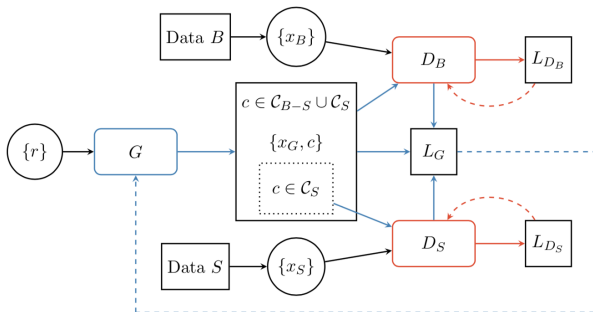 Data B
{x_B}
D_B
L_{D_B}
c ∈ 𝒞_{B−S} ∪ 𝒞_S
{r}
G
{x_G, c}
L_G
c ∈ 𝒞_S
Data S
{x_S}
D_S
L_{D_S}